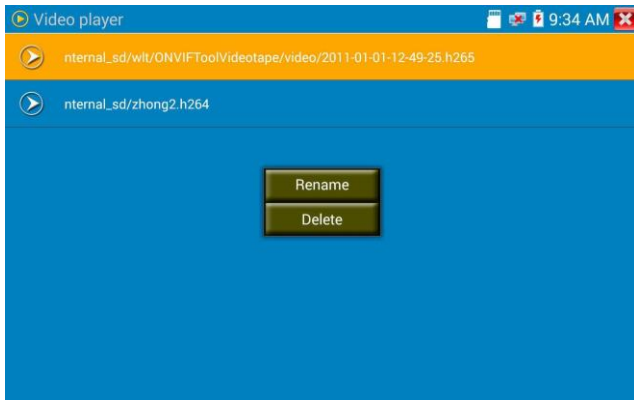 Video player
9:34 AM
nternal_sd/wlt/ONVIFToolVideotape/video/2011-01-01-12-49-25.h265
nternal_sd/zhong2.h264
Rename
Delete